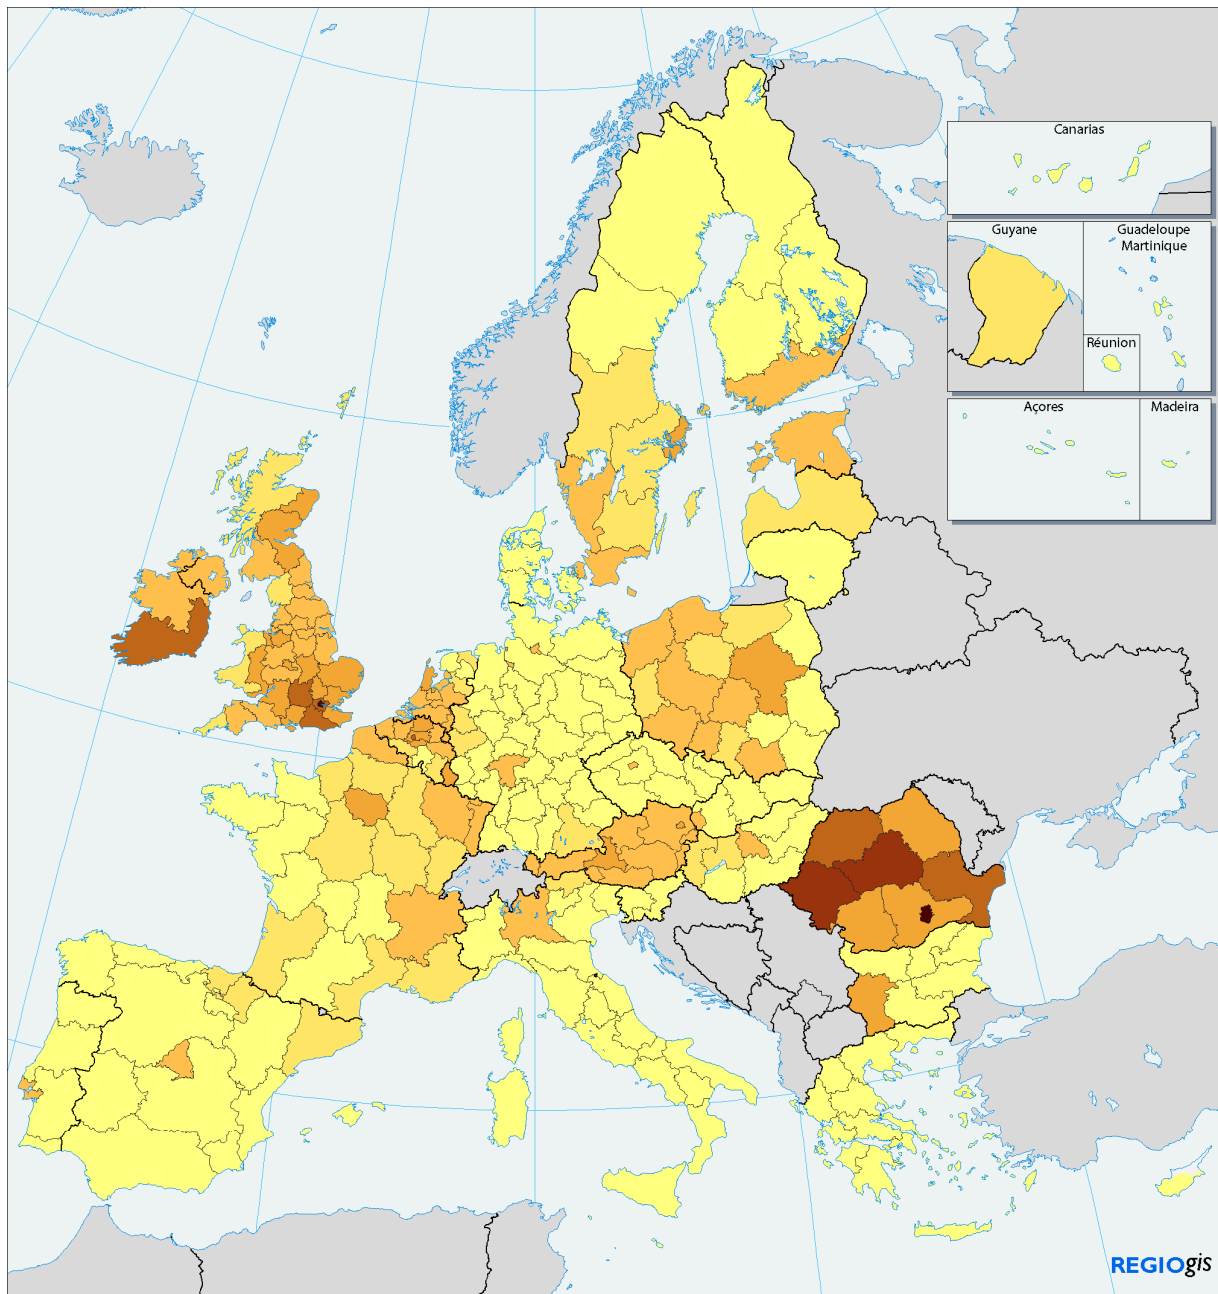 Canarias
Guyane
Guadeloupe
Martinique
Réunion
Açores
Madeira
REGIOgis